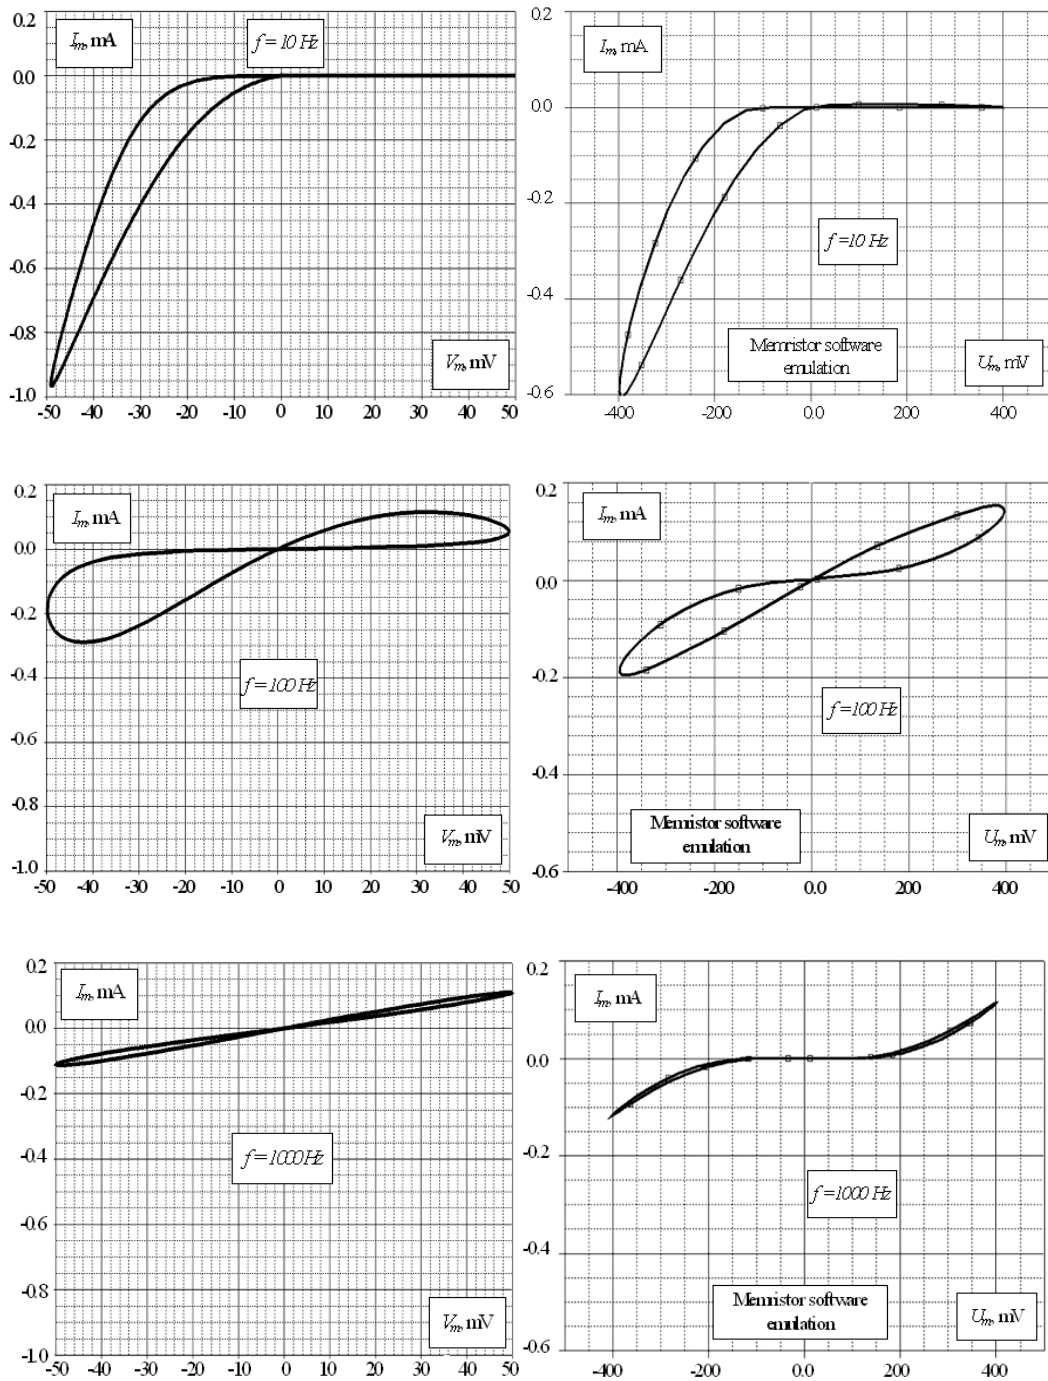 0.2
I_m, mA
f=10 Hz
0.0
-0.2
-0.4
-0.6
-0.8
V_m, mV
-1.0
-50 -40 -30 -20 -10 0 10 20 30 40 50
0.2
I_m, mA
0.0
-0.2
f=10 Hz
-0.4
Memristor software
emulation
U_m, mV
-0.6
-400 -200 0.0 200 400
0.2
I_m, mA
0.0
-0.2
f=100 Hz
-0.4
-0.6
-0.8
V_m, mV
-1.0
-50 -40 -30 -20 -10 0 10 20 30 40 50
0.2
I_m, mA
0.0
-0.2
f=100 Hz
-0.4
Memristor software
emulation
U_m, mV
-0.6
-400 -200 0.0 200 400
0.2
I_m, mA
0.0
-0.2
-0.4
f=1000 Hz
-0.6
-0.8
V_m, mV
-1.0
-50 -40 -30 -20 -10 0 10 20 30 40 50
0.2
I_m, mA
0.0
-0.2
f=1000 Hz
-0.4
Memristor software
emulation
U_m, mV
-0.6
-400 -200 0.0 200 400